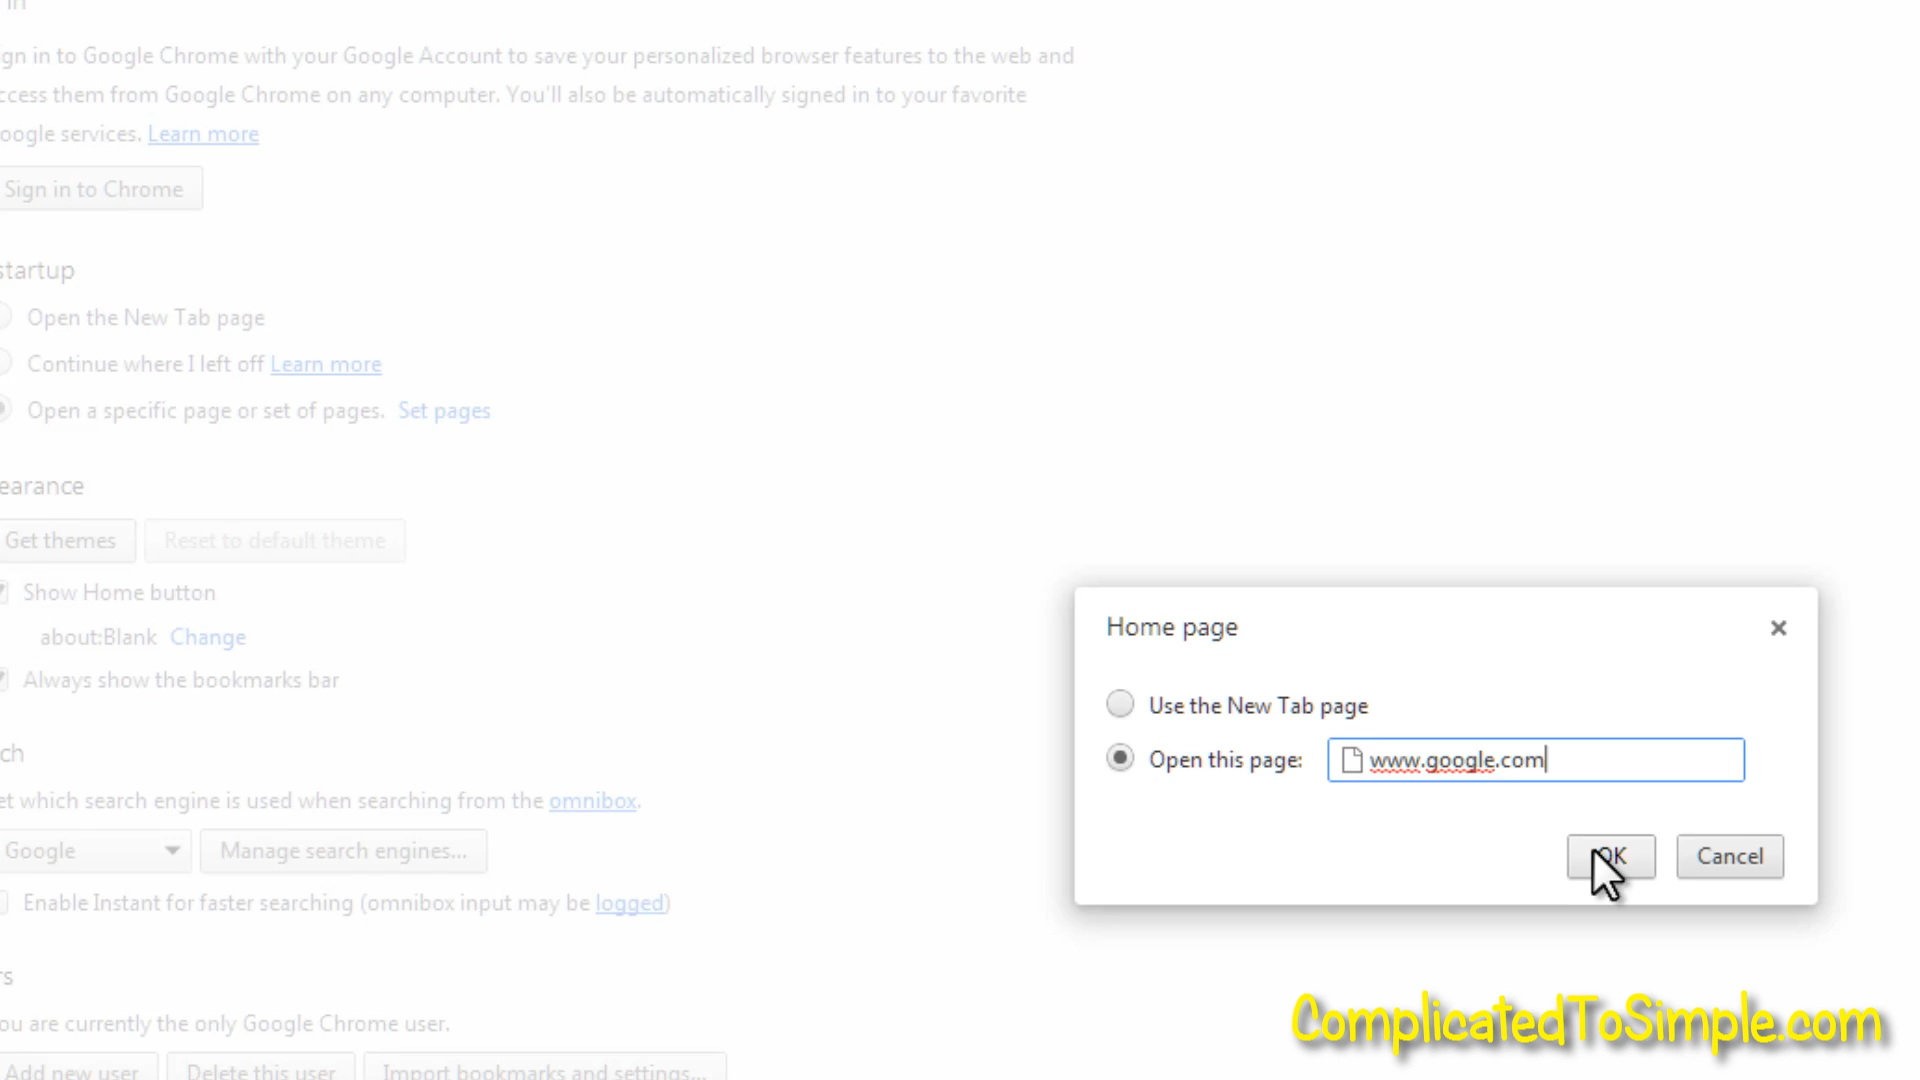 in
gn in to Google Chrome with your Google Account to save your personalized browser features to the web and
ccess them from Google Chrome on any computer. You'll also be automatically signed in to your favorite
oogle services. Learn more
Sign in to Chrome
startup
Open the New Tab page
Continue where I left off Learn more
Open a specific page or set of pages. Set pages
earance
Get themes Reset to default theme
Show Home button
about:Blank Change
Always show the bookmarks bar
Home page
Use the New Tab page
Open this page: www.google.com
OK Cancel
ch
et which search engine is used when searching from the omnibox.
Google Manage search engines...
Enable Instant for faster searching (omnibox input may be logged)
rs
ou are currently the only Google Chrome user.
Add new user Delete this user Import bookmarks and settings...
ComplicatedToSimple.com